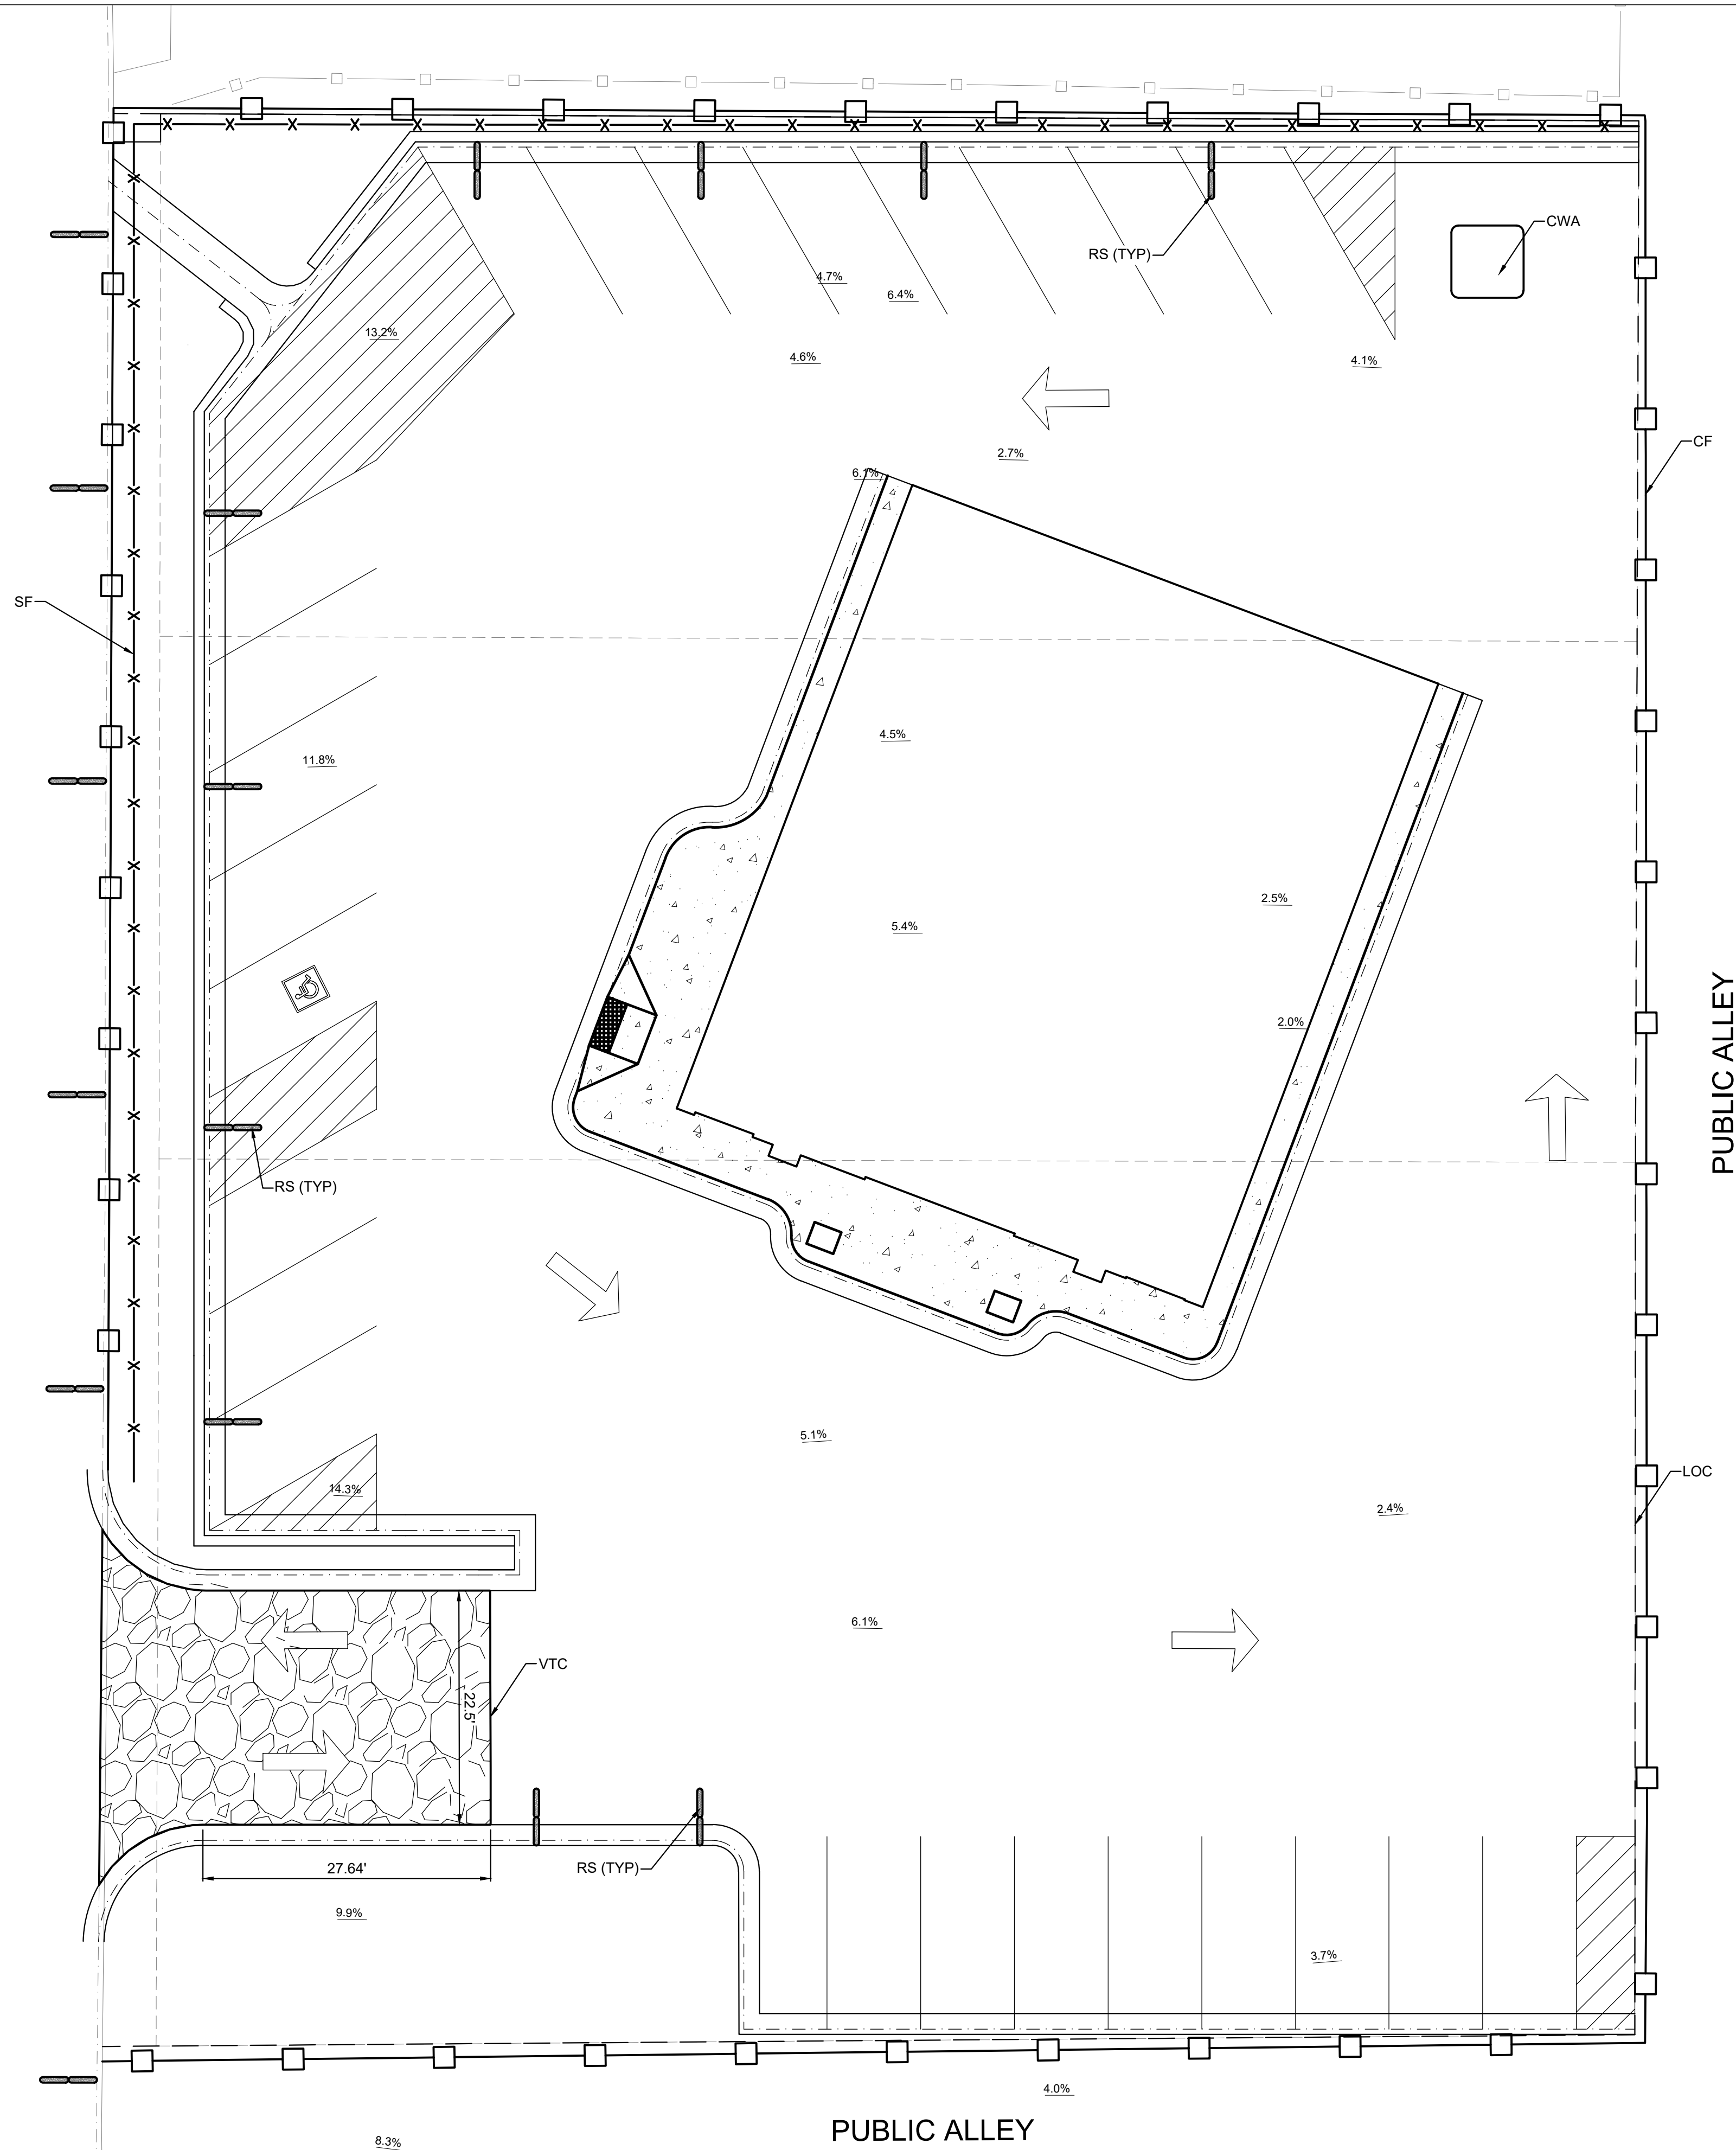 CWA
RS (TYP)
4.7%
6.4%
13.2%
4.6%
4.1%
CF
2.7%
6.1%
SF
4.5%
11.8%
2.5%
5.4%
2.0%
PUBLIC ALLEY
RS (TYP)
5.1%
LOC
14.3%
2.4%
6.1%
VTC
22.5'
27.64'
RS (TYP)
9.9%
3.7%
4.0%
PUBLIC ALLEY
8.3%